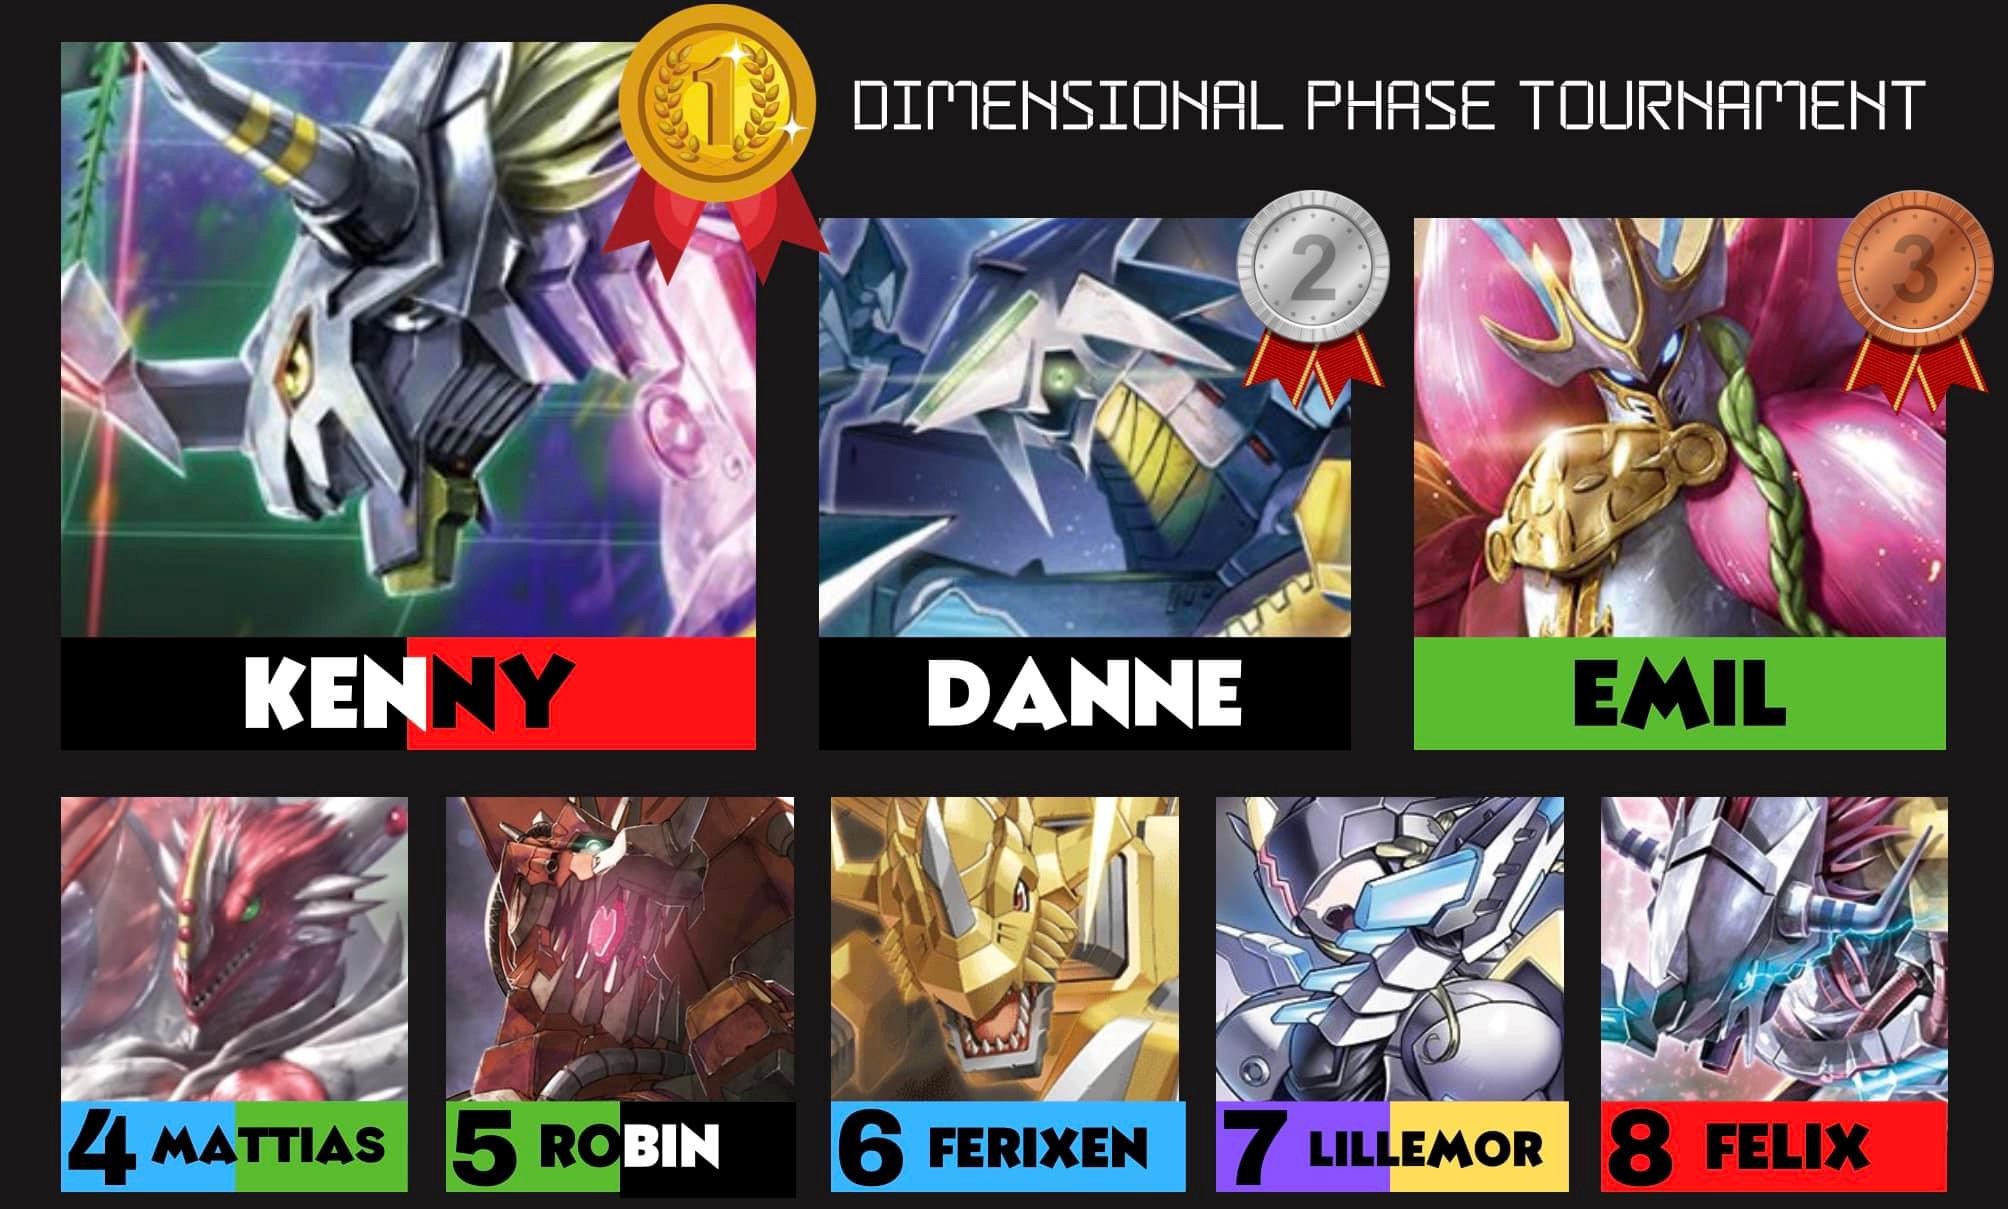 1
DIMENSIONAL PHASE TOURNAMENT
2
3
KENNY
DANNE
EMIL
4 MATTIAS
5 ROBIN
6 FERIXEN
7 LILLEMOR
8 FELIX